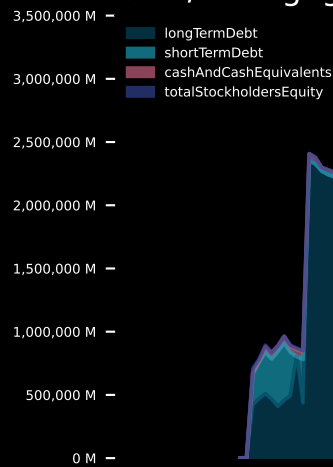 3,500,000 M
longTermDebt
shortTermDebt
cashAndCashEquivalents
totalStockholdersEquity
3,000,000 M
2,500,000 M
2,000,000 M
1,500,000 M
1,000,000 M
500,000 M
0 M